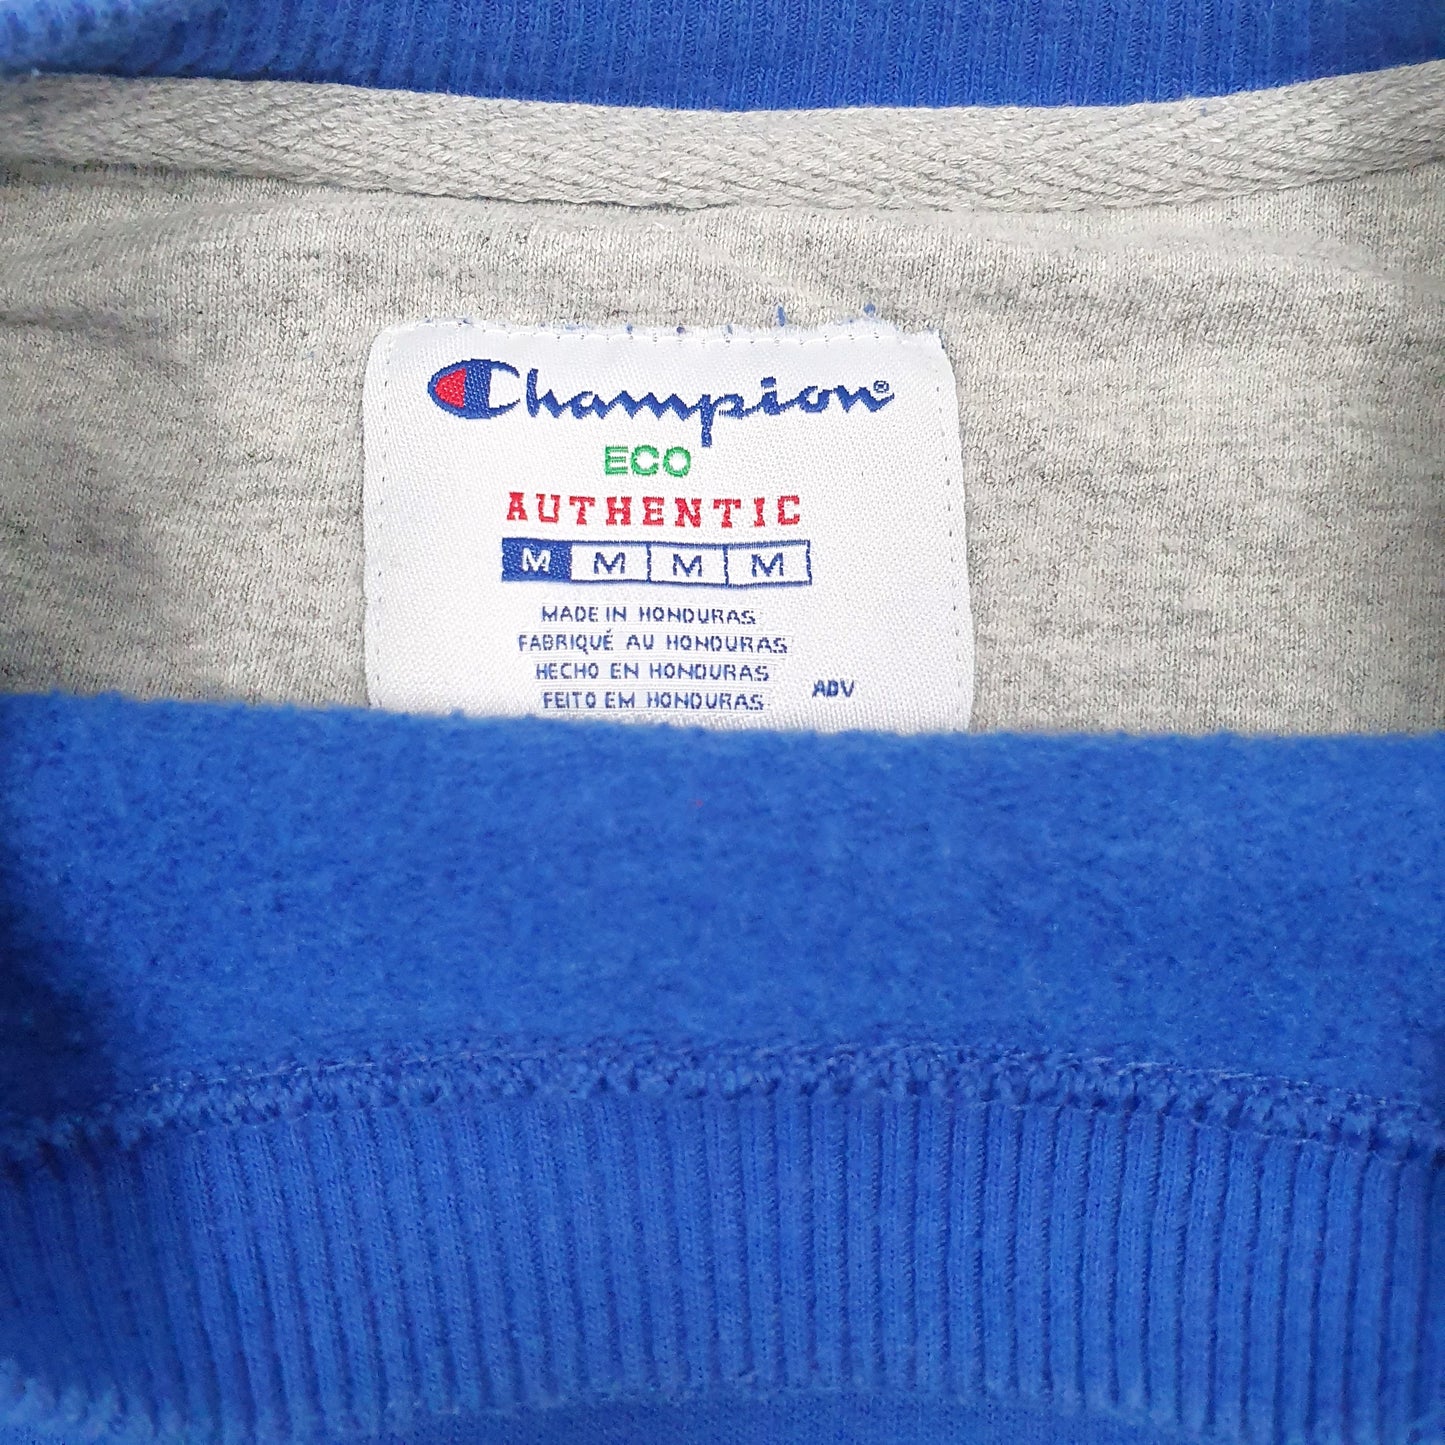 Champion®
ECO
AUTHENTIC
M M M M
MADE IN HONDURAS
FABRIQUÉ AU HONDURAS
HECHO EN HONDURAS
FEITO EM HONDURAS
ADV